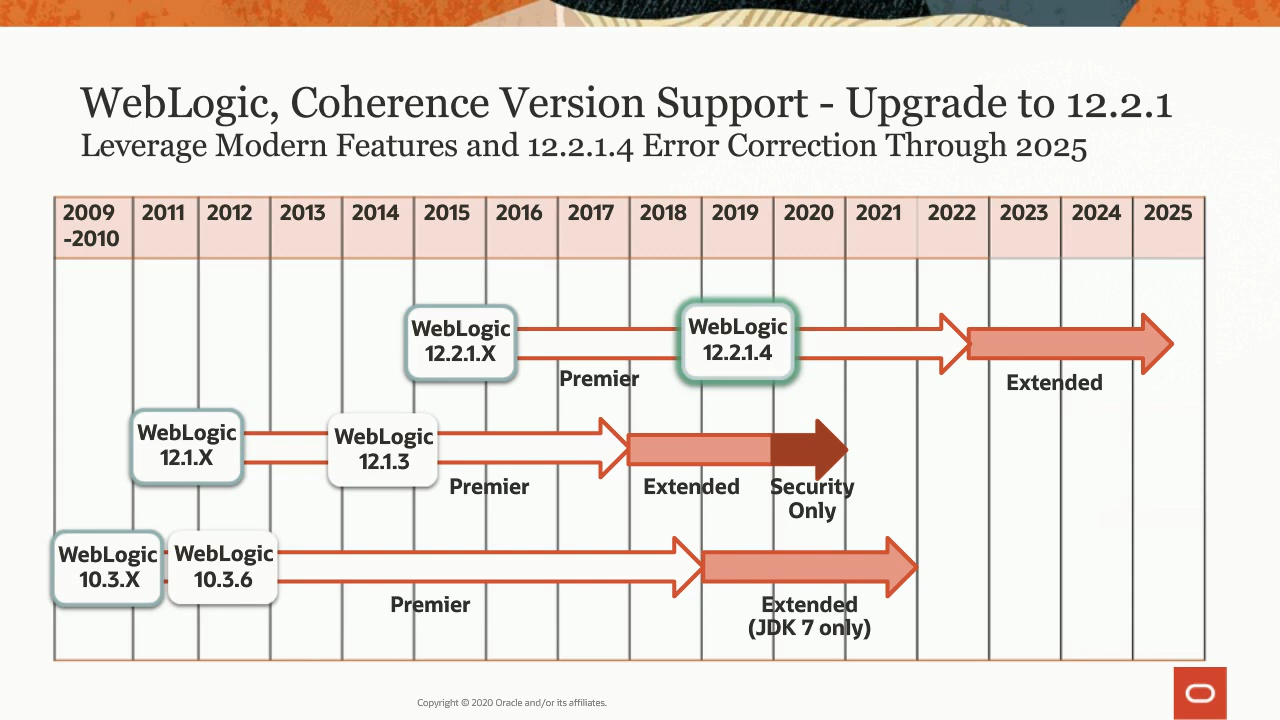 WebLogic, Coherence Version Support - Upgrade to 12.2.1
Leverage Modern Features and 12.2.1.4 Error Correction Through 2025
2009
-2010
2011
2012
2013
2014
2015
2016
2017
2018
2019
2020
2021
2022
2023
2024
2025
WebLogic
12.2.1.X
Premier
WebLogic
12.2.1.4
Extended
WebLogic
12.1.X
WebLogic
12.1.3
Premier
Extended
Security
Only
WebLogic
10.3.X
WebLogic
10.3.6
Premier
Extended
(JDK 7 only)
Copyright © 2020 Oracle and/or its affiliates.